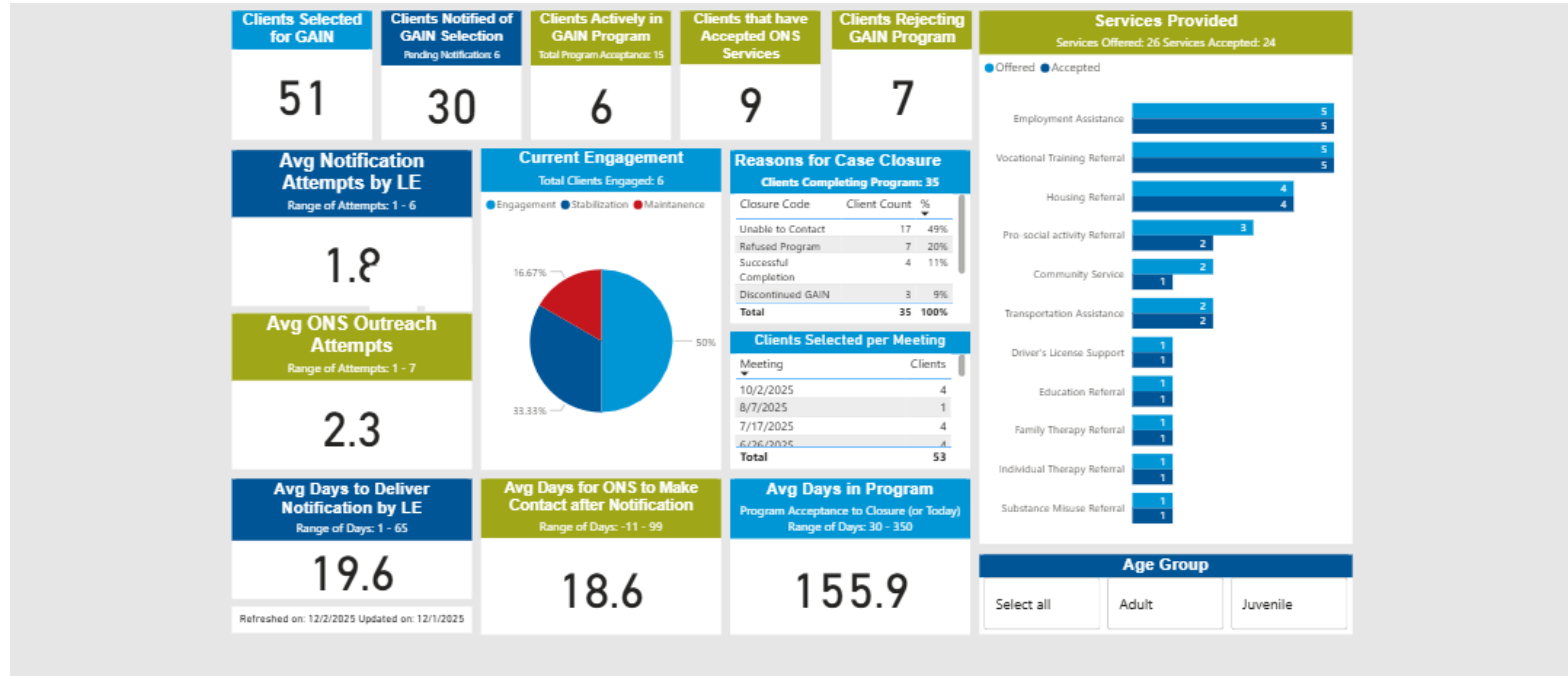 Clients Selected
for GAIN
51
Clients Notified of
GAIN Selection
Pending Notification: 6
30
Clients Actively in
GAIN Program
Total Program Acceptance: 15
6
Clients that have
Accepted ONS
Services
9
Clients Rejecting
GAIN Program
7
Services Provided
Services Offered: 26 Services Accepted: 24
Offered Accepted
Employment Assistance 5
5
Vocational Training Referral 5
5
Housing Referral 4
4
Pro-social activity Referral 3
2
Community Service 2
1
Transportation Assistance 2
2
Driver's License Support 1
1
Education Referral 1
1
Family Therapy Referral 1
1
Individual Therapy Referral 1
1
Substance Misuse Referral 1
1
Avg Notification
Attempts by LE
Range of Attempts: 1 - 6
1.8
Current Engagement
Total Clients Engaged: 6
Engagement Stabilization Maintanence
16.67%
50%
33.33%
Reasons for Case Closure
Clients Completing Program: 35
Closure Code Client Count %
Unable to Contact 17 49%
Refused Program 7 20%
Successful
Completion 4 11%
Discontinued GAIN 3 9%
Total 35 100%
Avg ONS Outreach
Attempts
Range of Attempts: 1 - 7
2.3
Clients Selected per Meeting
Meeting Clients
10/2/2025 4
8/7/2025 1
7/17/2025 4
6/26/2025 4
Total 53
Avg Days to Deliver
Notification by LE
Range of Days: 1 - 65
19.6
Refreshed on: 12/2/2025 Updated on: 12/1/2025
Avg Days for ONS to Make
Contact after Notification
Range of Days: -11 - 99
18.6
Avg Days in Program
Program Acceptance to Closure (or Today)
Range of Days: 30 - 350
155.9
Age Group
Select all Adult Juvenile